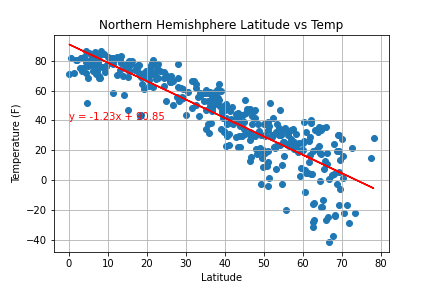 Northern Hemishphere Latitude vs Temp
Temperature (F)
80
60
40
20
0
−20
−40
y = -1.23x + 90.85
0 10 20 30 40 50 60 70 80
Latitude